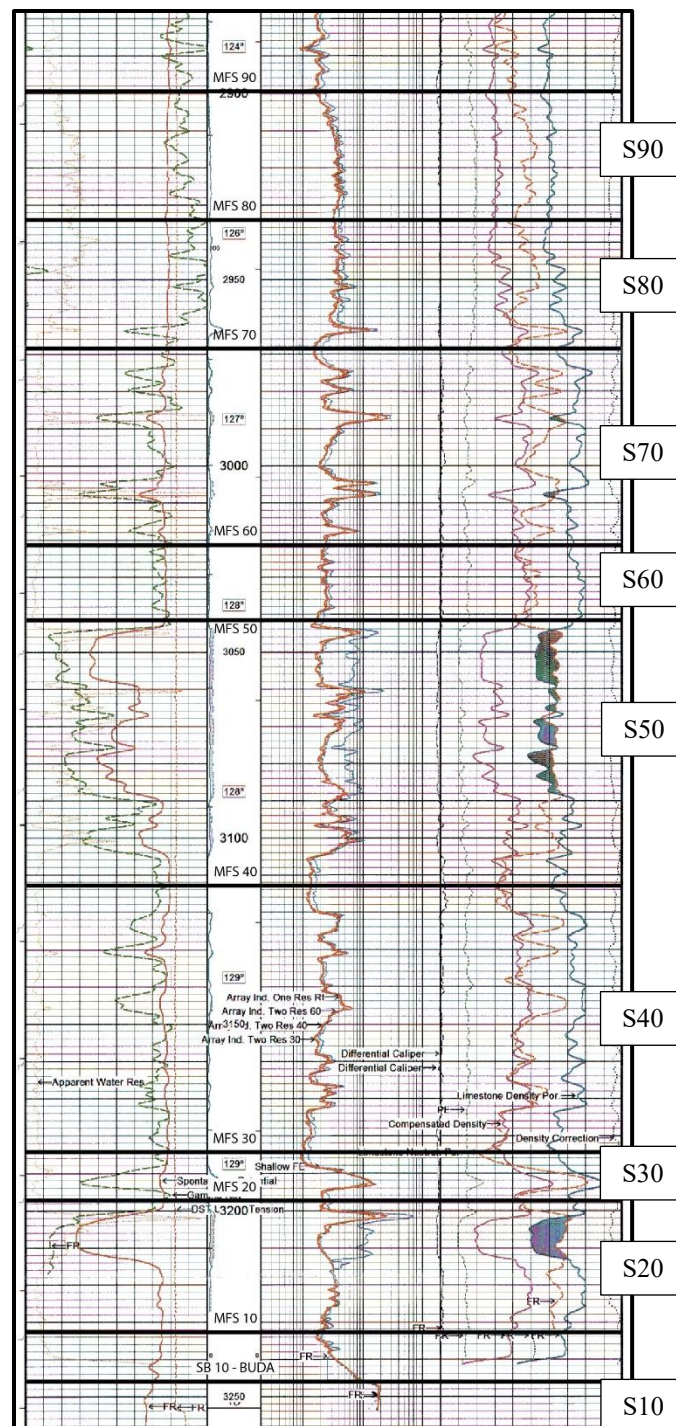 124°
MFS 90
2900
S90
MFS 80
126°
S80
2950
MFS 70
127°
S70
3000
MFS 60
S60
128°
MFS 50
3050
S50
128°
3100
MFS 40
129°
S40
Array Ind. One Res Rt
Array Ind. Two Res 60
3150
Array Ind. Two Res 40
Array Ind. Two Res 30
Differential Caliper
Differential Caliper
Apparent Water Res
Limestone Density Por
PE
Compensated Density
MFS 30
Density Correction
Limestone Neutron Por
129°
Shallow FE
S30
MFS 20
3200
Tension
FR
S20
FR
MFS 10
FR
FR FR FR FR
FR
SB 10 - BUDA
FR
3250
FR FR
S10